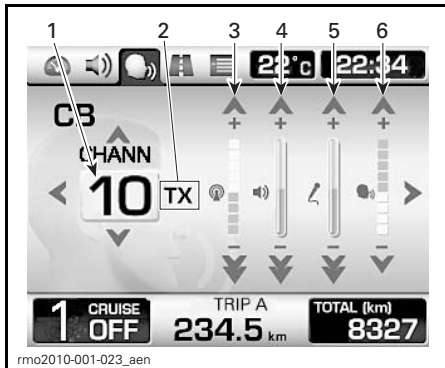 1 2 3 4 5 6
22°c 22:34
CB
CHANN
10 TX
+ + + +
− − − −
1 CRUISE OFF
TRIP A
234.5 km
TOTAL (km)
8327
rmo2010-001-023_aen